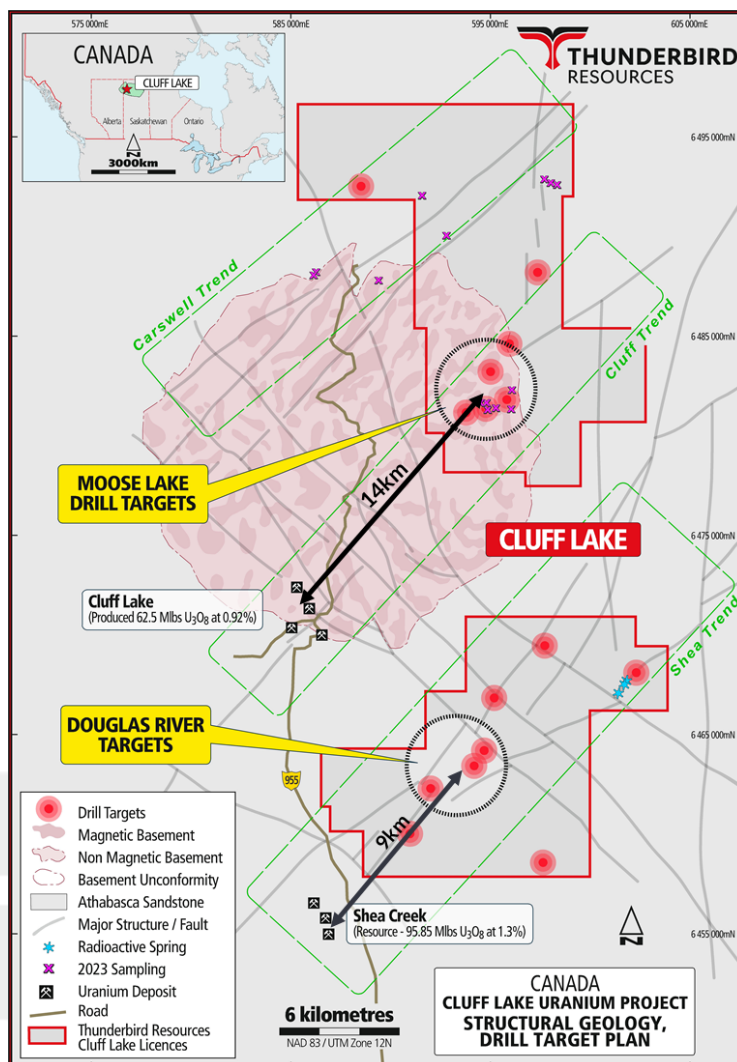 575 000mE
585 000mE
595 000mE
605 000mE
CANADA
CLUFF LAKE
Alberta
Saskatchewan
Ontario
N
3000km
THUNDERBIRD
RESOURCES
6 495 000mN
Carswell Trend
Cluff Trend
6 485 000mN
MOOSE LAKE
DRILL TARGETS
14km
6 475 000mN
CLUFF LAKE
Cluff Lake
(Produced 62.5 Mlbs U₃O₈ at 0.92%)
Shea Trend
DOUGLAS RIVER
TARGETS
6 465 000mN
955
9km
Drill Targets
Magnetic Basement
Non Magnetic Basement
Basement Unconformity
Athabasca Sandstone
Major Structure / Fault
Radioactive Spring
2023 Sampling
Uranium Deposit
Road
Thunderbird Resources
Cluff Lake Licences
Shea Creek
(Resource - 95.85 Mlbs U₃O₈ at 1.3%)
N
6 455 000mN
6 kilometres
NAD 83 / UTM Zone 12N
CANADA
CLUFF LAKE URANIUM PROJECT
STRUCTURAL GEOLOGY,
DRILL TARGET PLAN